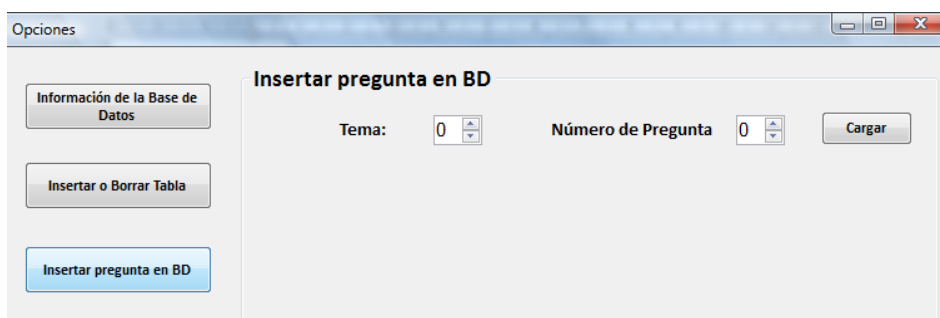 Opciones
Insertar pregunta en BD
Información de la Base de
Datos
Tema: 0 Número de Pregunta 0 Cargar
Insertar o Borrar Tabla
Insertar pregunta en BD